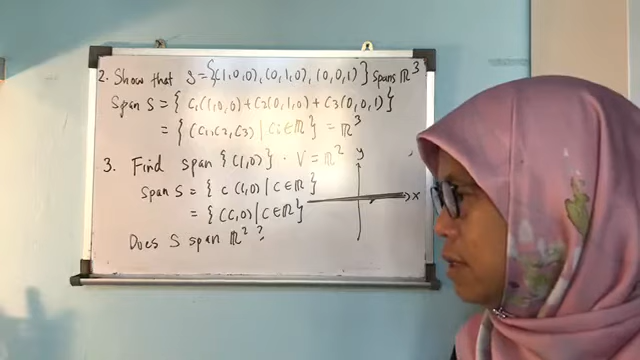 2. Show that S = {(1,0,0), (0,1,0), (0,0,1)} spans ℝ³
Span S = { C₁(1,0,0) + C₂(0,1,0) + C₃(0,0,1)}
= { (C₁, C₂, C₃) | Ci ∈ ℝ } = ℝ³
3. Find span {(1,0)} . V = ℝ²
y
span S = { C (1,0) | C ∈ ℝ }
x
= { (C, 0) | C ∈ ℝ }
Does S span ℝ² ?